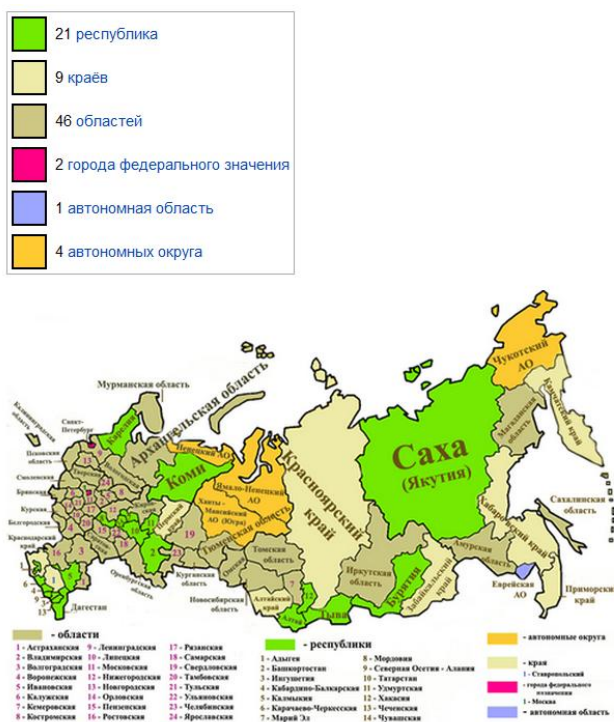 21 республика
9 краёв
46 областей
2 города федерального значения
1 автономная область
4 автономных округа
Чукотский
АО
Камчатский край
Магаданская
область
Мурманская область
Архангельская область
Калининградская
область
Санкт-
Петербург
Карелия
Ненецкий АО
Ямало-Ненецкий
АО
Коми
Красноярский
край
Саха
(Якутия)
Псковская
область
Смоленская
Брянская
Курская
Белгородская
Краснодарский
край
Тверская
Вологодская
Пермский
край
Ханты -
Мансийский
АО (Югра)
Тюменская область
Сахалинская
область
Хабаровский край
Амурская
область
Еврейская
АО
Приморский
край
Иркутская
область
Бурятия
Забайкальский
край
Томская
область
Омская
Курганская
область
Новосибирская
область
Алтайский
край
Алтай
Тыва
Оренбургская
область
Дагестан
- области
1 - Астраханская
2 - Владимирская
3 - Волгоградская
4 - Воронежская
5 - Ивановская
6 - Калужская
7 - Кемеровская
8 - Костромская
9 - Ленинградская
10 - Липецкая
11 - Московская
12 - Нижегородская
13 - Новгородская
14 - Орловская
15 - Пензенская
16 - Ростовская
17 - Рязанская
18 - Самарская
19 - Свердловская
20 - Тамбовская
21 - Тульская
22 - Ульяновская
23 - Челябинская
24 - Ярославская
- республики
1 - Адыгея
2 - Башкортостан
3 - Ингушетия
4 - Кабардино-Балкарская
5 - Калмыкия
6 - Карачаево-Черкесская
7 - Марий Эл
8 - Мордовия
9 - Северная Осетия - Алания
10 - Татарстан
11 - Удмуртская
12 - Хакасия
13 - Чеченская
14 - Чувашская
- автономные округа
- края
1 - Ставропольский
- города федерального
значения
1 - Москва
- автономная область